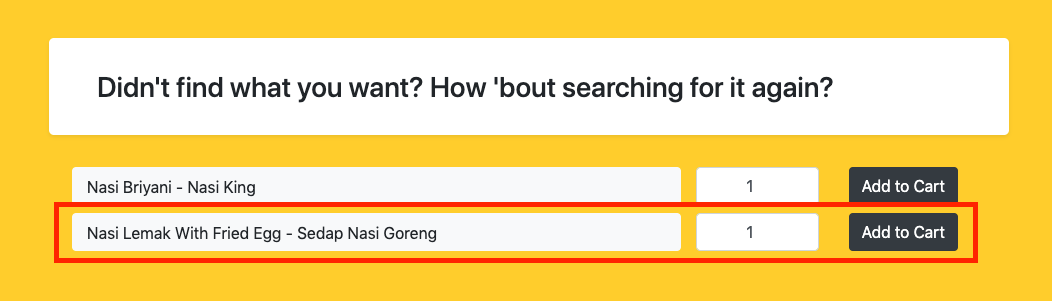 Didn't find what you want? How 'bout searching for it again?
Nasi Briyani - Nasi King 1 Add to Cart
Nasi Lemak With Fried Egg - Sedap Nasi Goreng 1 Add to Cart